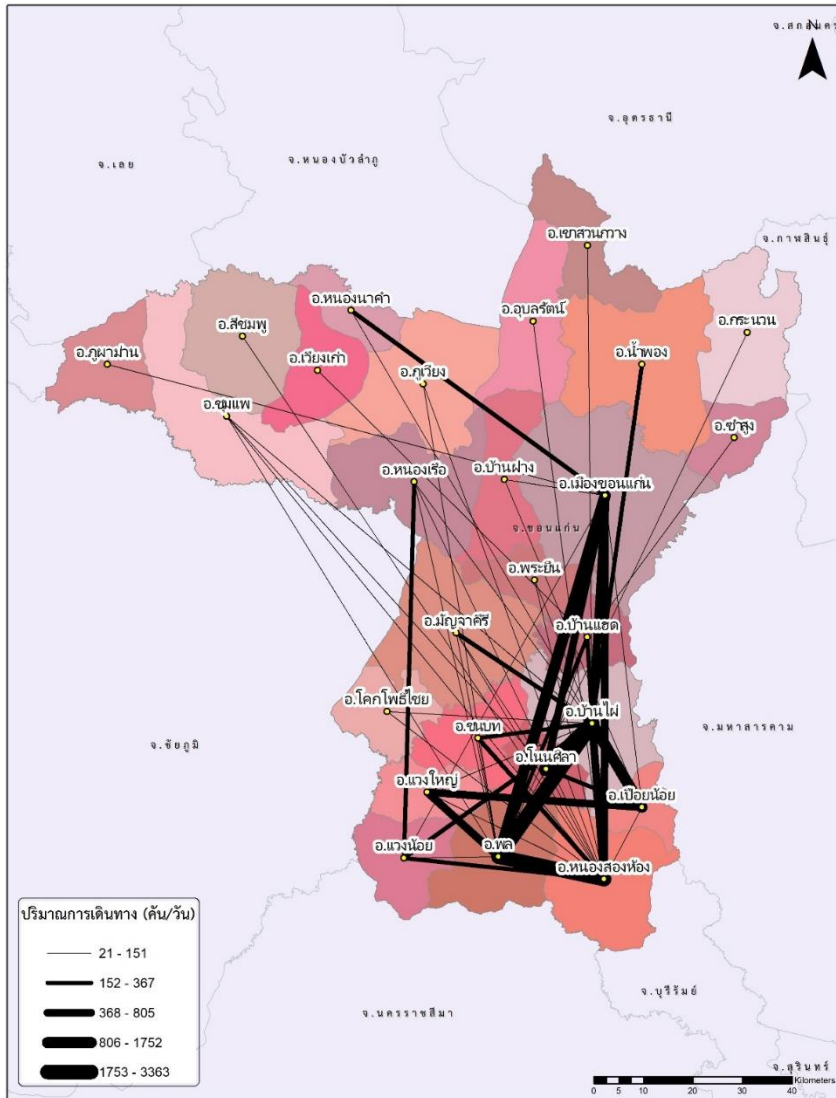 จ.สกลนคร
N
จ.อุดรธานี
จ.หนองบัวลำภู
จ.เลย
อ.เขาสวนกวาง
จ.กาฬสินธุ์
อ.หนองนาคำ
อ.อุบลรัตน์
อ.กระนวน
อ.สีชมพู
อ.น้ำพอง
อ.ภูผาม่าน
อ.เวียงเก่า
อ.ภูเวียง
อ.ชุมแพ
อ.ซำสูง
อ.หนองเรือ
อ.บ้านฝาง
อ.เมืองขอนแก่น
จ.ขอนแก่น
อ.พระยืน
อ.มัญจาคีรี
อ.บ้านแฮด
อ.โคกโพธิ์ไชย
อ.บ้านไผ่
จ.มหาสารคาม
อ.ชนบท
จ.ชัยภูมิ
อ.โนนศิลา
อ.แวงใหญ่
อ.เปือยน้อย
อ.แวงน้อย
อ.พล
อ.หนองสองห้อง
ปริมาณการเดินทาง (คัน/วัน)
21 - 151
152 - 367
368 - 805
806 - 1752
1753 - 3363
จ.บุรีรัมย์
จ.นครราชสีมา
จ.สุรินทร์
Kilometers
0 5 10 20 30 40